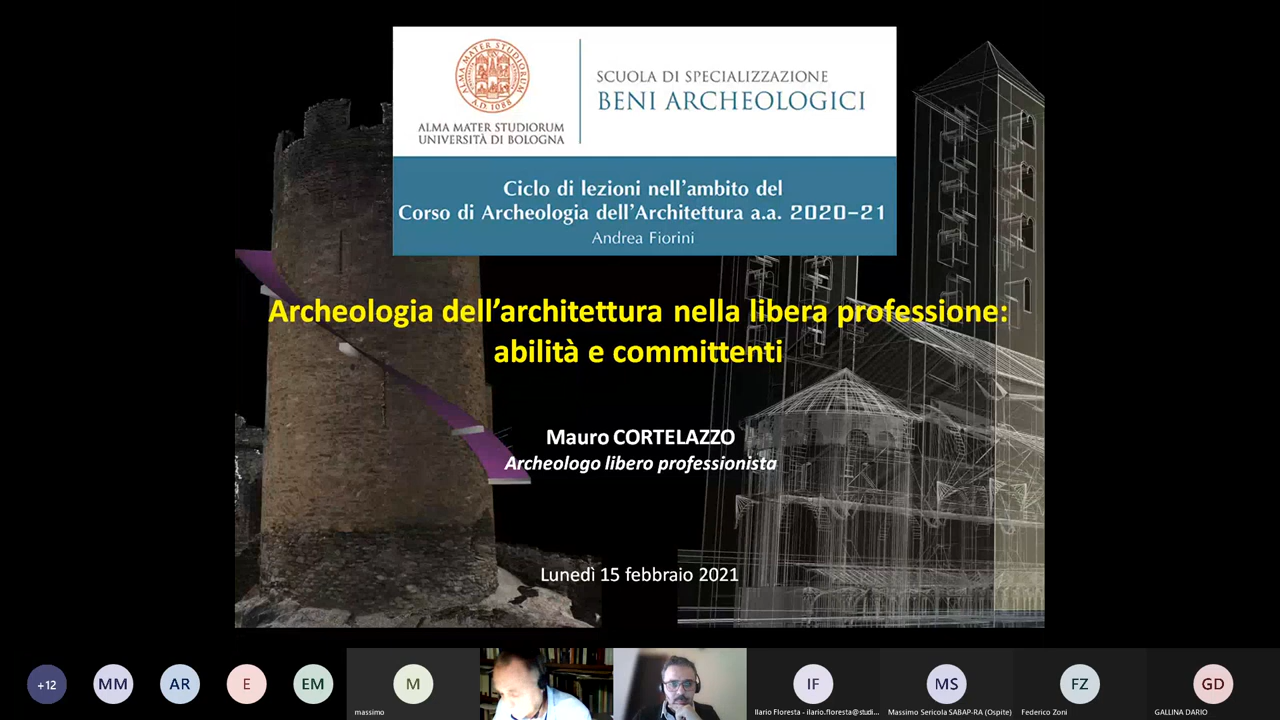 ALMA MATER STUDIORUM
A.D. 1088
ALMA MATER STUDIORUM
UNIVERSITÀ DI BOLOGNA
SCUOLA DI SPECIALIZZAZIONE
BENI ARCHEOLOGICI
Ciclo di lezioni nell'ambito del
Corso di Archeologia dell'Architettura a.a. 2020-21
Andrea Fiorini
Archeologia dell'architettura nella libera professione:
abilità e committenti
Mauro CORTELAZZO
Archeologo libero professionista
Lunedì 15 febbraio 2021
+12
MM
AR
E
EM
M
massimo
IF
Ilario Floresta - ilario.floresta@studi...
MS
Massimo Sericola SABAP-RA (Ospite)
FZ
Federico Zoni
GD
GALLINA DARIO